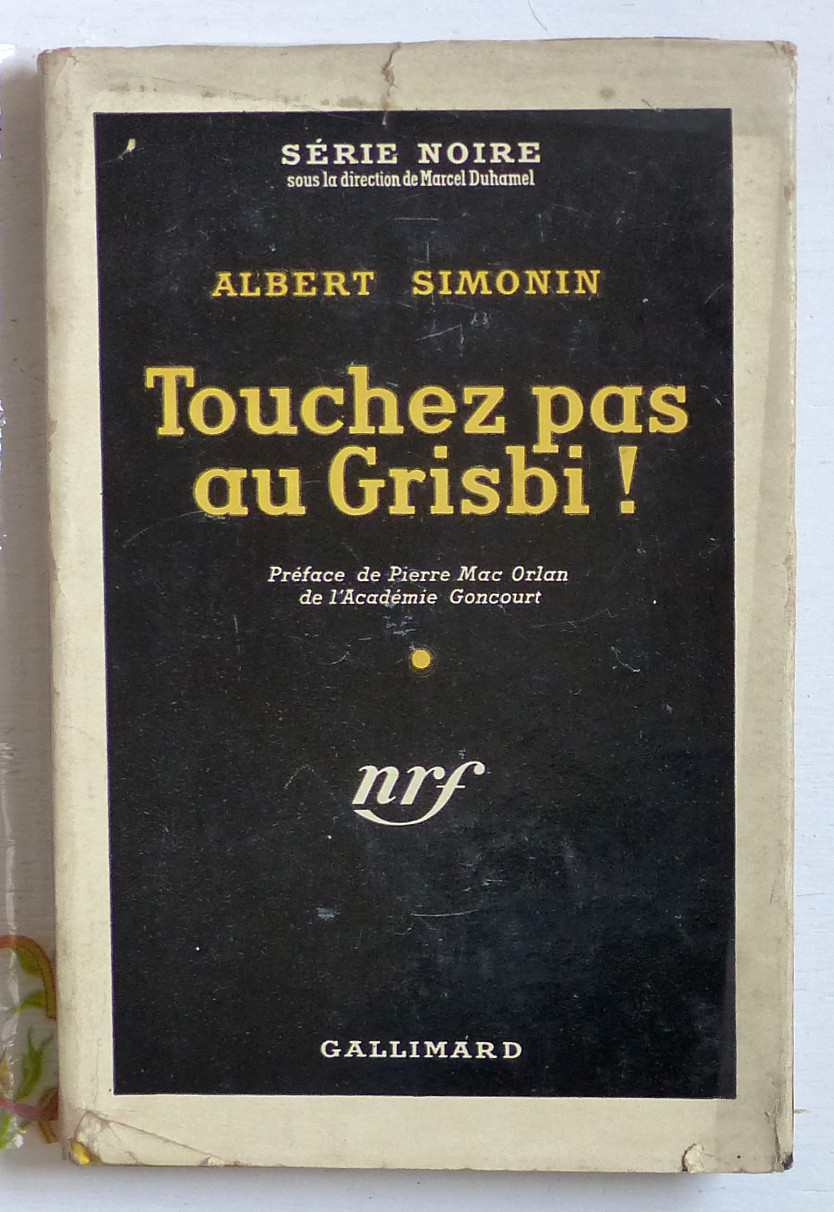 SÉRIE NOIRE
sous la direction de Marcel Duhamel
ALBERT SIMONIN
Touchez pas
au Grisbi !
Préface de Pierre Mac Orlan
de l'Académie Goncourt
nrf
GALLIMARD